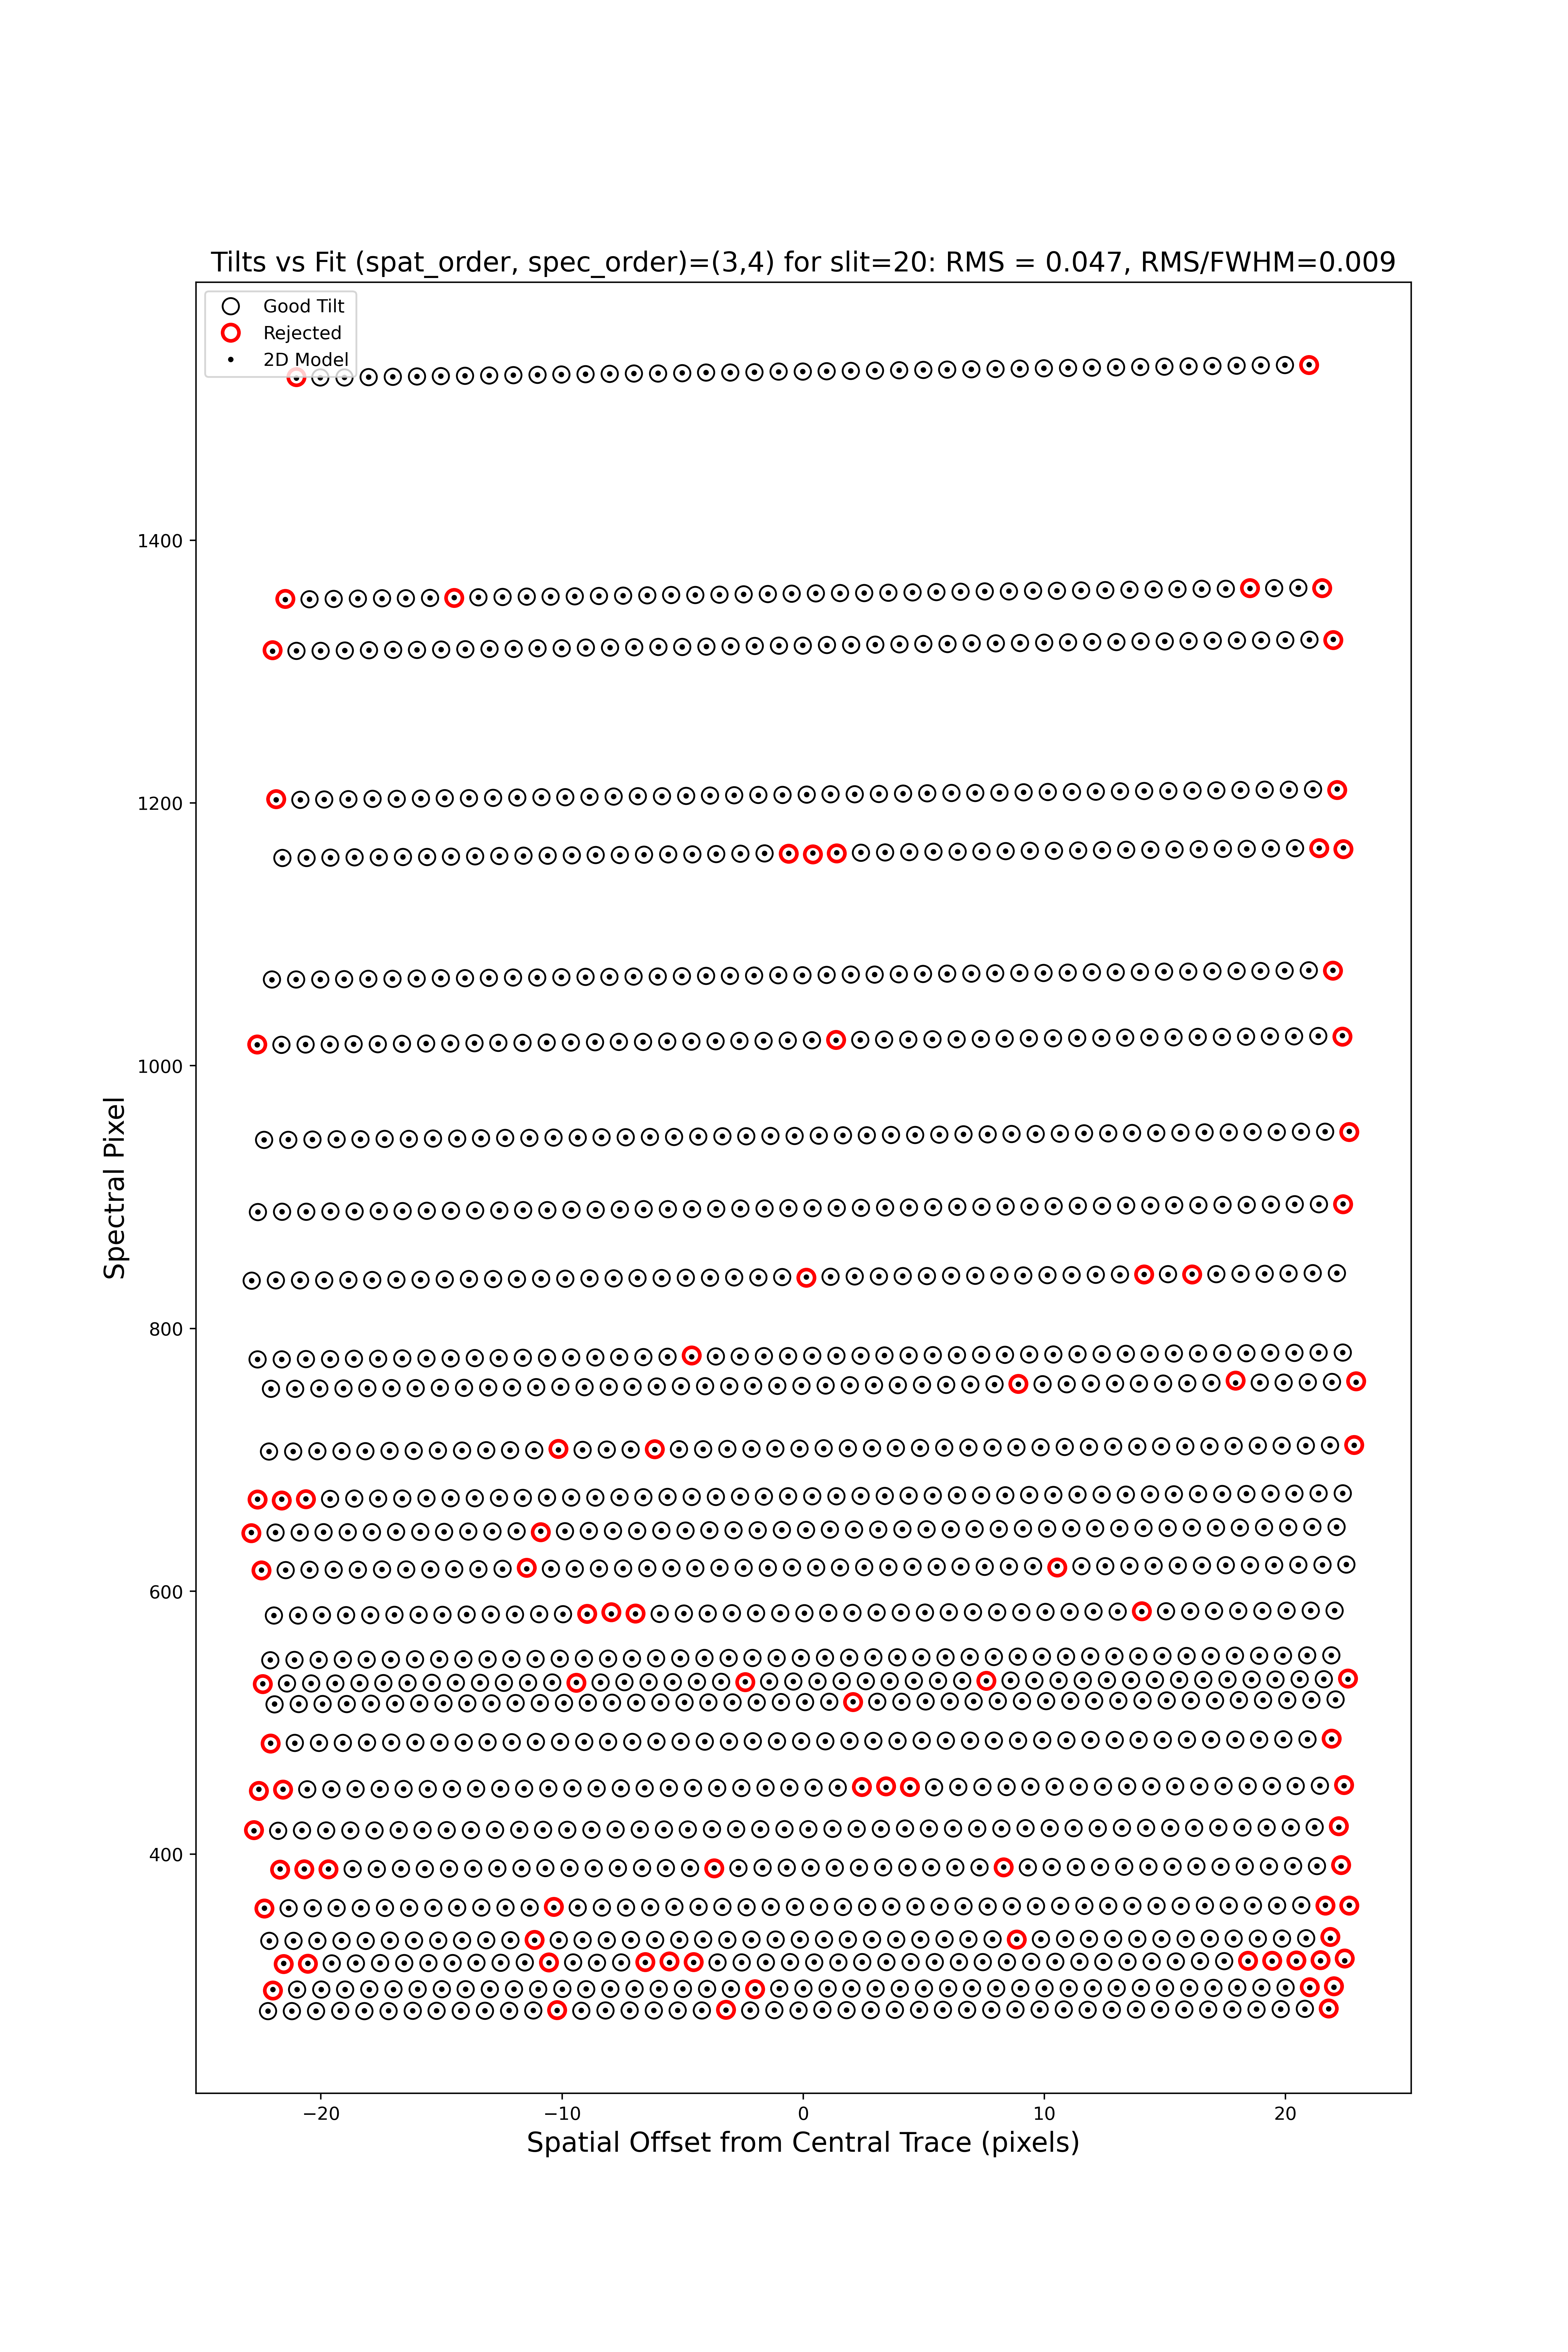 Tilts vs Fit (spat_order, spec_order)=(3,4) for slit=20: RMS = 0.047, RMS/FWHM=0.009
Good Tilt
Rejected
2D Model
1400
1200
1000
800
600
400
Spectral Pixel
−20
−10
0
10
20
Spatial Offset from Central Trace (pixels)